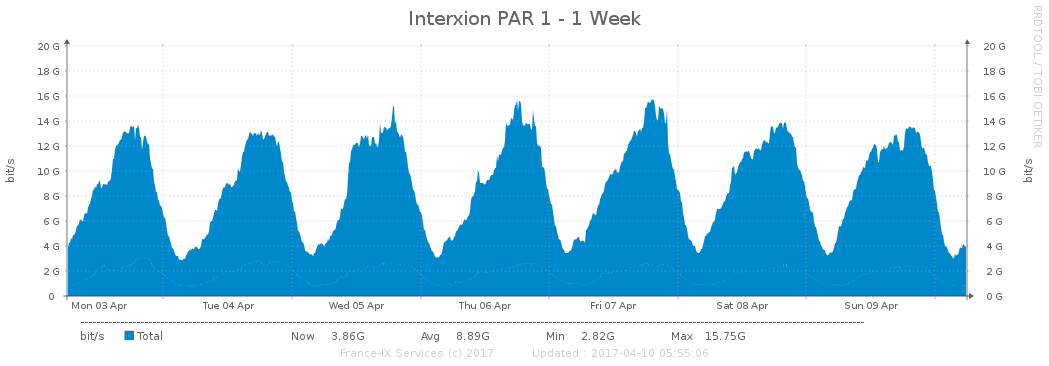 Interxion PAR 1 - 1 Week
RRDTOOL / TOBI OETIKER
20 G 20 G
18 G 18 G
16 G 16 G
14 G 14 G
12 G 12 G
10 G 10 G
8 G 8 G
6 G 6 G
4 G 4 G
2 G 2 G
0 0 G
bit/s
bit/s
Mon 03 Apr Tue 04 Apr Wed 05 Apr Thu 06 Apr Fri 07 Apr Sat 08 Apr Sun 09 Apr
bit/s Total Now 3.86G Avg 8.89G Min 2.82G Max 15.75G
France-IX Services (c) 2017 Updated : 2017-04-10 05:55:06